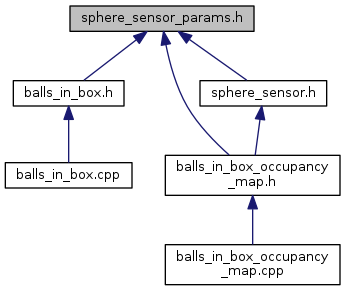 sphere_sensor_params.h
balls_in_box.h
sphere_sensor.h
balls_in_box.cpp
balls_in_box_occupancy
_map.h
balls_in_box_occupancy
_map.cpp